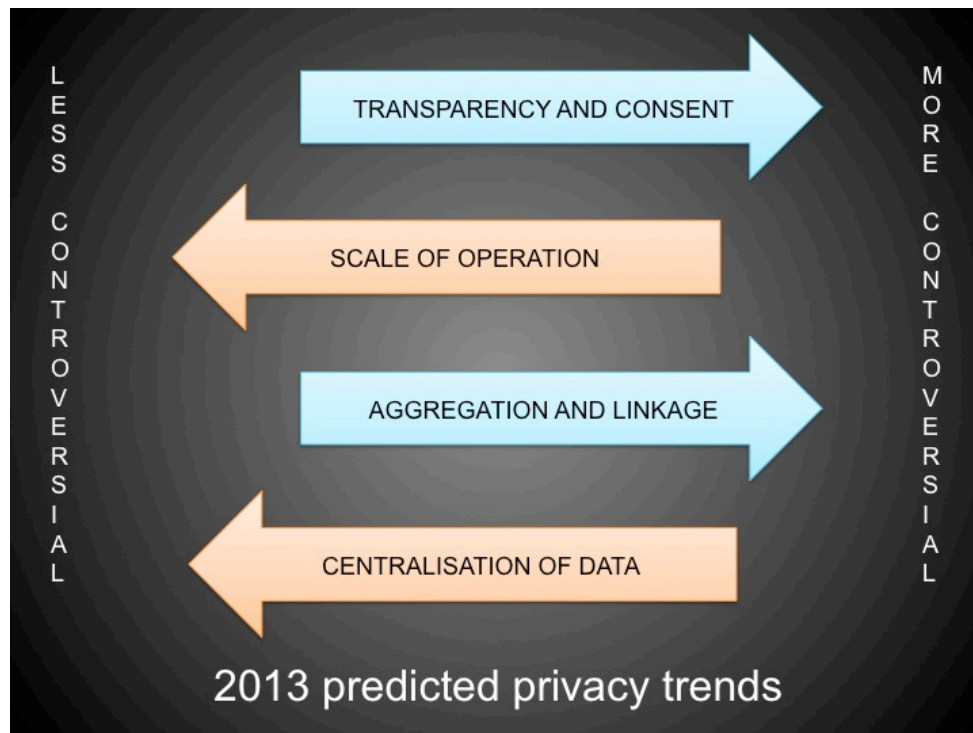 LESS CONTROVERSIAL
TRANSPARENCY AND CONSENT
SCALE OF OPERATION
AGGREGATION AND LINKAGE
CENTRALISATION OF DATA
MORE CONTROVERSIAL
2013 predicted privacy trends